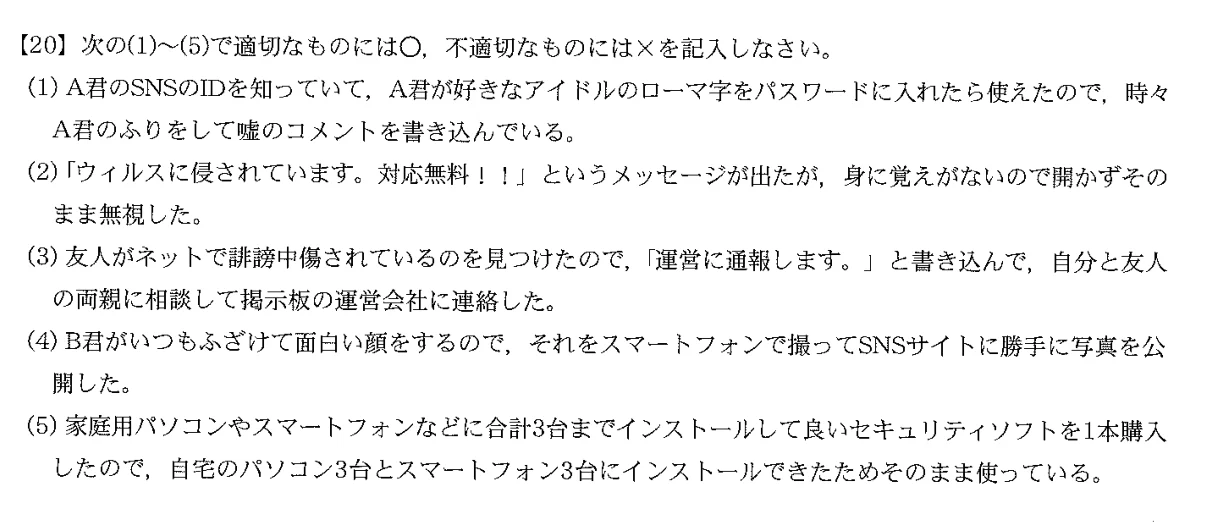 【20】次の(1)～(5)で適切なものには○，不適切なものには×を記入しなさい。
(1) A君のSNSのIDを知っていて，A君が好きなアイドルのローマ字をパスワードに入れたら使えたので，時々
A君のふりをして嘘のコメントを書き込んでいる。
(2)「ウィルスに侵されています。対応無料！！」というメッセージが出たが，身に覚えがないので開かずその
まま無視した。
(3) 友人がネットで誹謗中傷されているのを見つけたので，「運営に通報します。」と書き込んで，自分と友人
の両親に相談して掲示板の運営会社に連絡した。
(4) B君がいつもふざけて面白い顔をするので，それをスマートフォンで撮ってSNSサイトに勝手に写真を公
開した。
(5) 家庭用パソコンやスマートフォンなどに合計3台までインストールして良いセキュリティソフトを1本購入
したので，自宅のパソコン3台とスマートフォン3台にインストールできたためそのまま使っている。